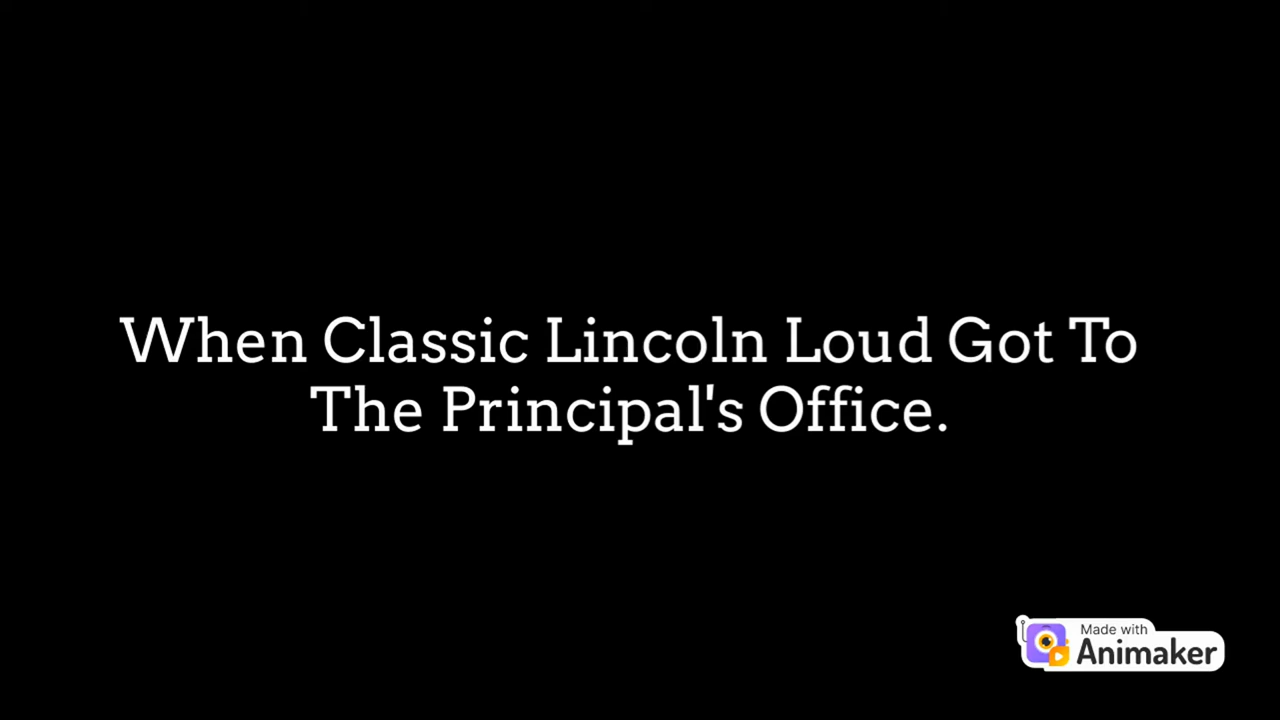 When Classic Lincoln Loud Got To
The Principal's Office.
Made with
Animaker